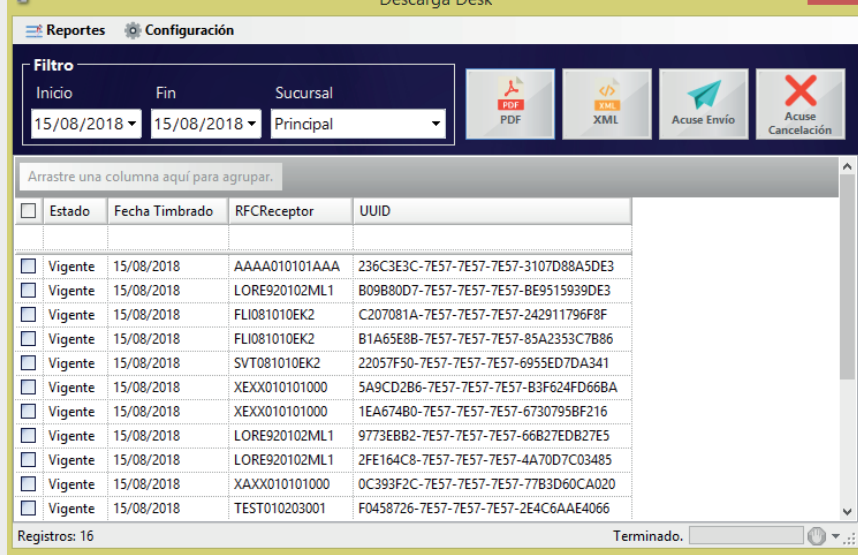 Descarga Desk
Reportes Configuración
Filtro
Inicio Fin Sucursal
15/08/2018 15/08/2018 Principal
PDF
PDF
XML
XML
Acuse Envío
Acuse
Cancelación
Arrastre una columna aquí para agrupar.
Estado Fecha Timbrado RFCReceptor UUID
Vigente 15/08/2018 AAAA010101AAA 236C3E3C-7E57-7E57-7E57-3107D88A5DE3
Vigente 15/08/2018 LORE920102ML1 B09B80D7-7E57-7E57-7E57-BE9515939DE3
Vigente 15/08/2018 FLI081010EK2 C207081A-7E57-7E57-7E57-242911796F8F
Vigente 15/08/2018 FLI081010EK2 B1A65E8B-7E57-7E57-7E57-85A2353C7B86
Vigente 15/08/2018 SVT081010EK2 22057F50-7E57-7E57-7E57-6955ED7DA341
Vigente 15/08/2018 XEXX010101000 5A9CD2B6-7E57-7E57-7E57-B3F624FD66BA
Vigente 15/08/2018 XEXX010101000 1EA674B0-7E57-7E57-7E57-6730795BF216
Vigente 15/08/2018 LORE920102ML1 9773EBB2-7E57-7E57-7E57-66B27EDB27E5
Vigente 15/08/2018 LORE920102ML1 2FE164C8-7E57-7E57-7E57-4A70D7C03485
Vigente 15/08/2018 XAXX010101000 0C393F2C-7E57-7E57-7E57-77B3D60CA020
Vigente 15/08/2018 TEST010203001 F0458726-7E57-7E57-7E57-2E4C6AAE4066
Registros: 16 Terminado.